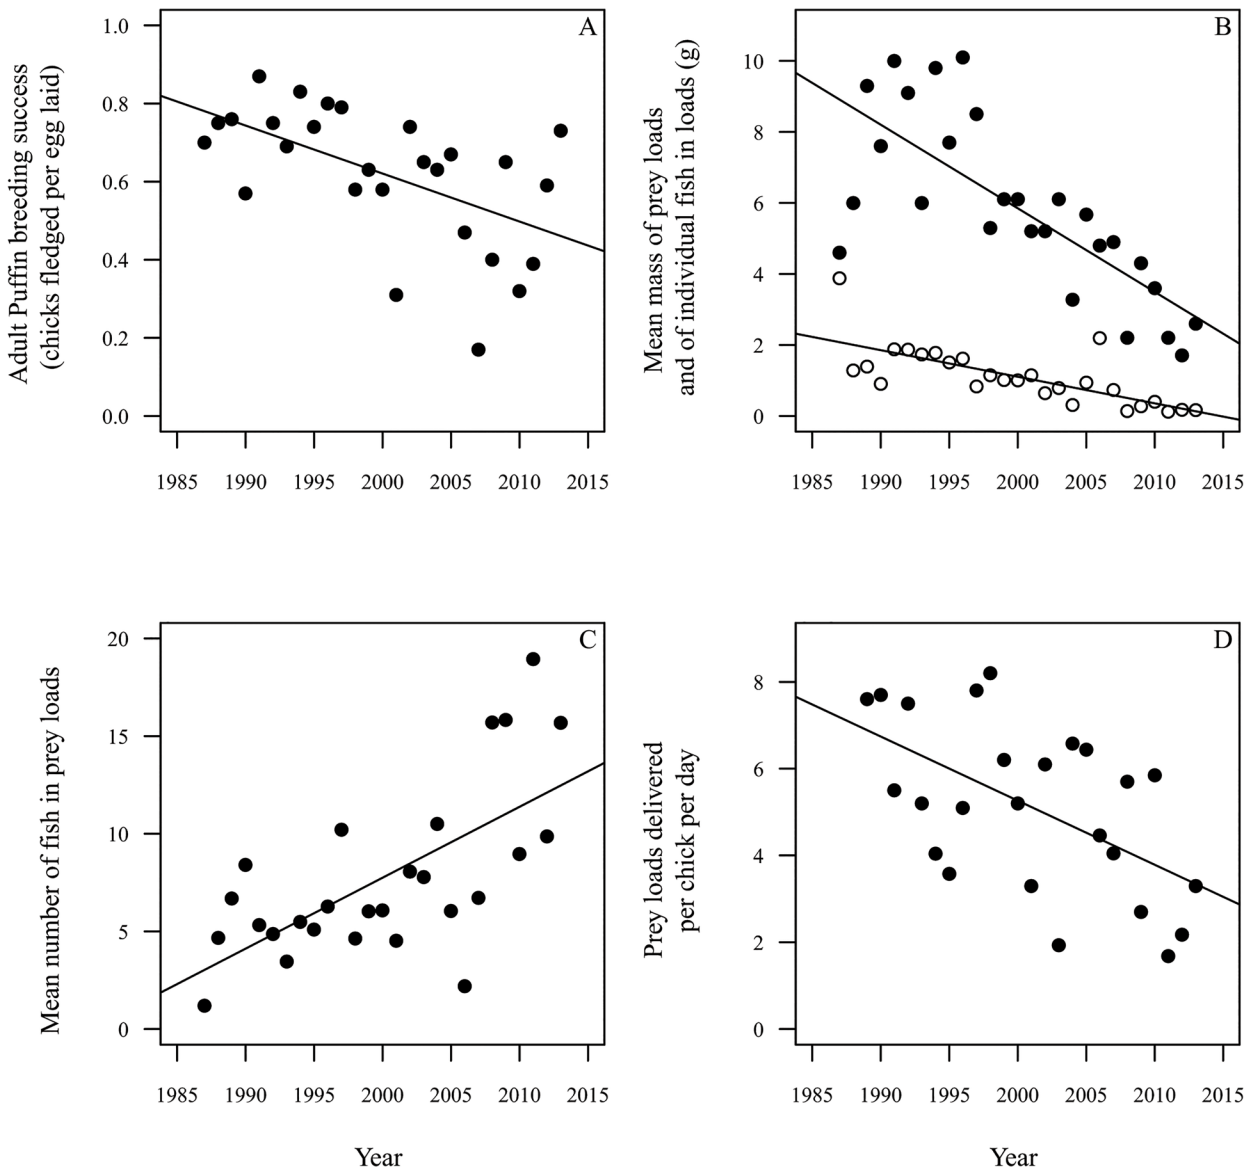 A
Adult Puffin breeding success
(chicks fledged per egg laid)
1.0
0.8
0.6
0.4
0.2
0.0
1985 1990 1995 2000 2005 2010 2015
B
Mean mass of prey loads
and of individual fish in loads (g)
10
8
6
4
2
0
1985 1990 1995 2000 2005 2010 2015
C
Mean number of fish in prey loads
20
15
10
5
0
1985 1990 1995 2000 2005 2010 2015
Year
D
Prey loads delivered
per chick per day
8
6
4
2
0
1985 1990 1995 2000 2005 2010 2015
Year